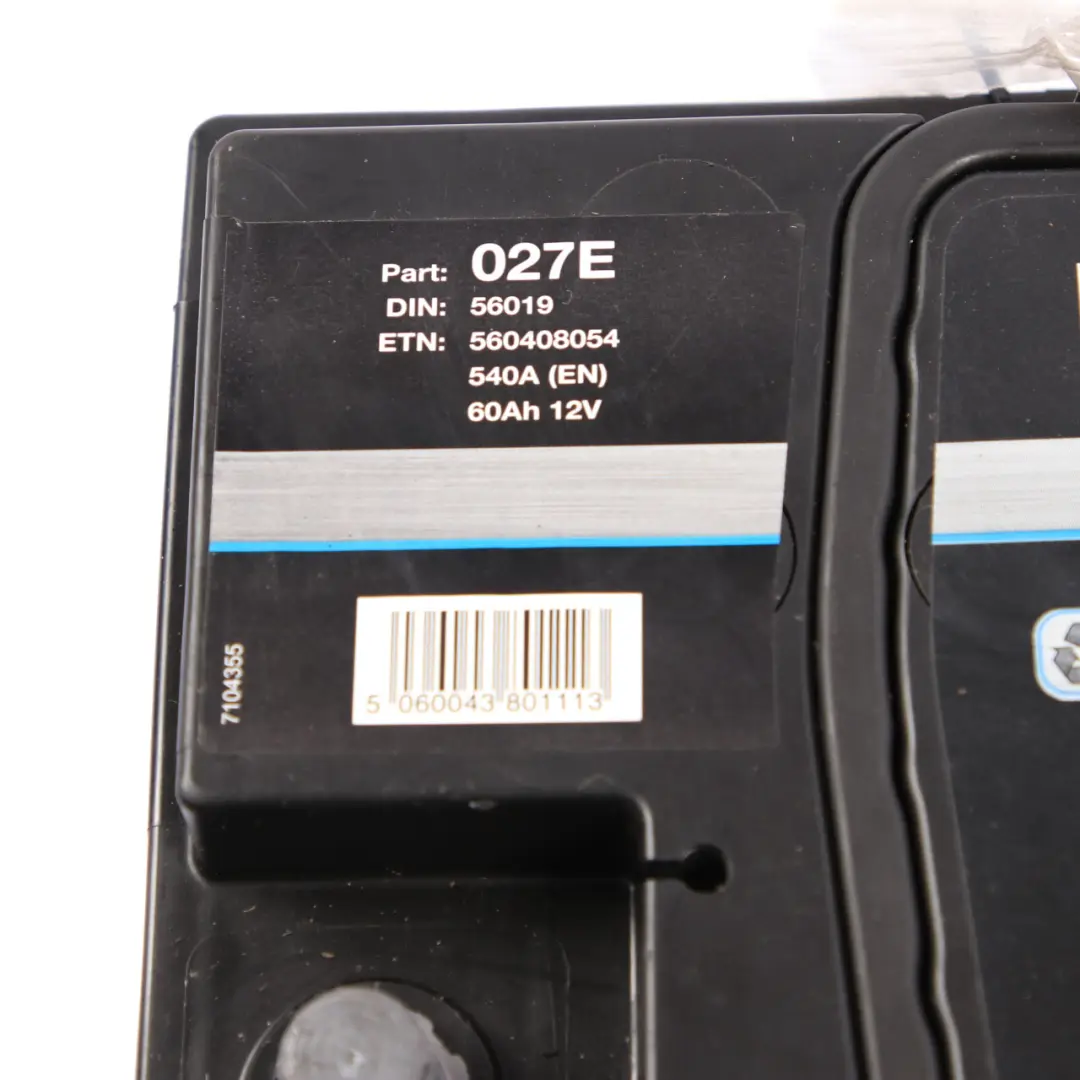 Part: 027E
DIN: 56019
ETN: 560408054
540A (EN)
60Ah 12V
7104355
5 060043 801113